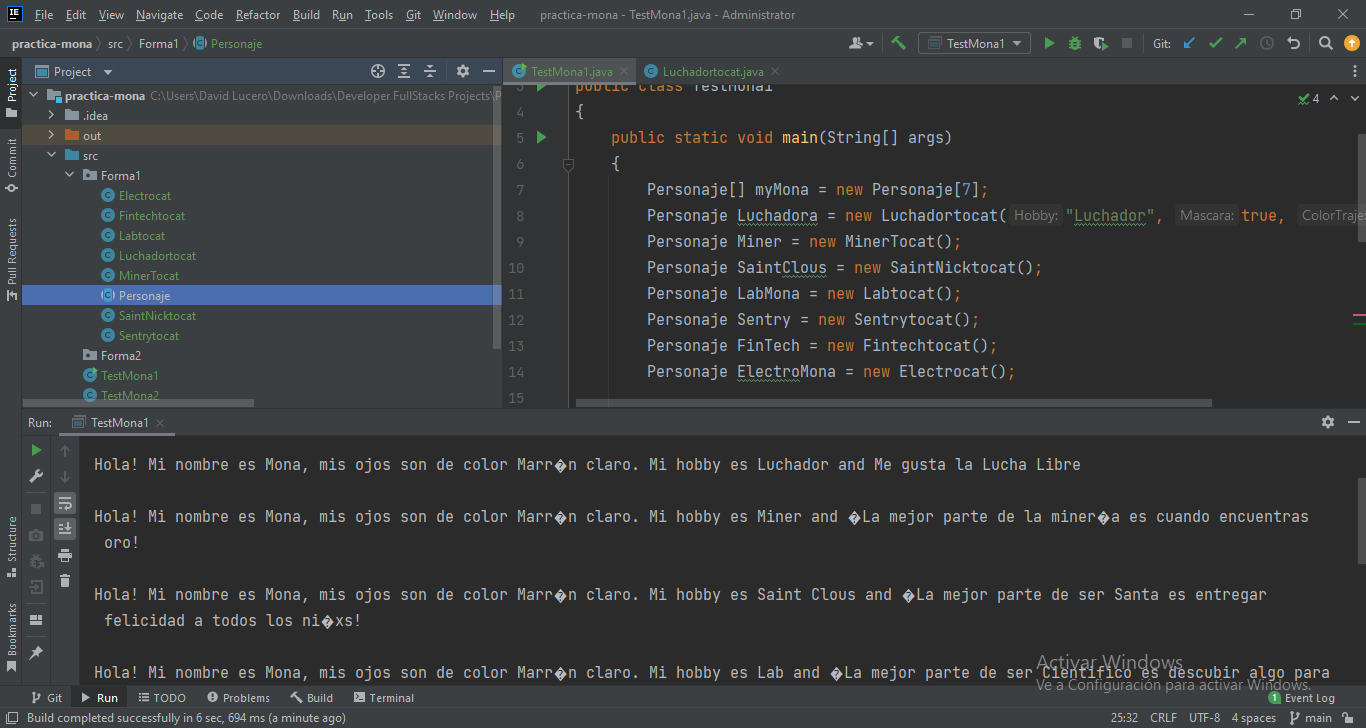 File Edit View Navigate Code Refactor Build Run Tools Git Window Help practica-mona - TestMona1.java - Administrator
practica-mona src Forma1 Personaje TestMona1 Git:
Project
TestMona1.java Luchadortocat.java
practica-mona C:\Users\David Lucero\Downloads\Developer FullStacks Projects\P
.idea
out
src
Forma1
Electrocat
Fintechtocat
Labtocat
Luchadortocat
MinerTocat
Personaje
SaintNicktocat
Sentrytocat
Forma2
TestMona1
TestMona2
4
3 public class TestMona1
4 {
5 public static void main(String[] args)
6 {
7 Personaje[] myMona = new Personaje[7];
8 Personaje Luchadora = new Luchadortocat( Hobby: "Luchador", Mascara: true, ColorTraje:
9 Personaje Miner = new MinerTocat();
10 Personaje SaintClous = new SaintNicktocat();
11 Personaje LabMona = new Labtocat();
12 Personaje Sentry = new Sentrytocat();
13 Personaje FinTech = new Fintechtocat();
14 Personaje ElectroMona = new Electrocat();
15
Project
Commit
Pull Requests
Structure
Bookmarks
Run: TestMona1
Hola! Mi nombre es Mona, mis ojos son de color Marr�n claro. Mi hobby es Luchador and Me gusta la Lucha Libre
Hola! Mi nombre es Mona, mis ojos son de color Marr�n claro. Mi hobby es Miner and �La mejor parte de la miner�a es cuando encuentras
oro!
Hola! Mi nombre es Mona, mis ojos son de color Marr�n claro. Mi hobby es Saint Clous and �La mejor parte de ser Santa es entregar
felicidad a todos los ni�xs!
Hola! Mi nombre es Mona, mis ojos son de color Marr�n claro. Mi hobby es Lab and �La mejor parte de ser Cientifico es descubir algo para
Activar Windows
Ve a Configuración para activar Windows.
Git Run TODO Problems Build Terminal 1 Event Log
Build completed successfully in 6 sec, 694 ms (a minute ago) 25:32 CRLF UTF-8 4 spaces main